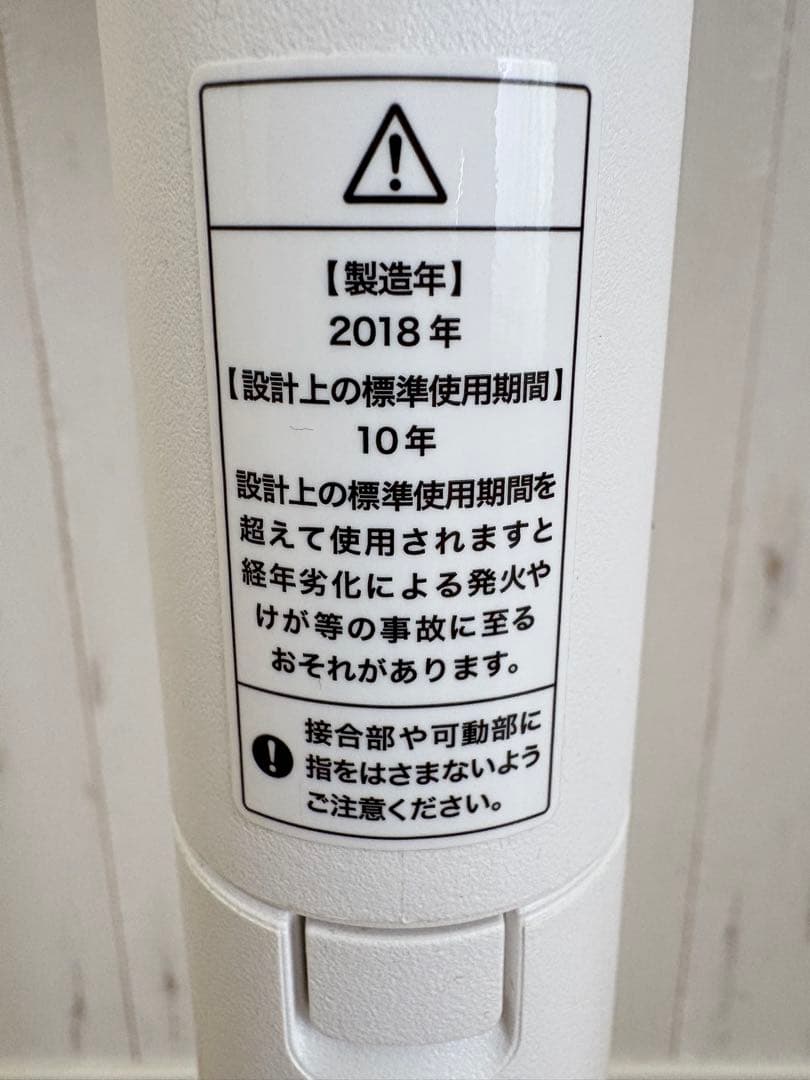 【製造年】
2018年
【設計上の標準使用期間】
10年
設計上の標準使用期間を
超えて使用されますと
経年劣化による発火や
けが等の事故に至る
おそれがあります。
接合部や可動部に
指をはさまないよう
ご注意ください。